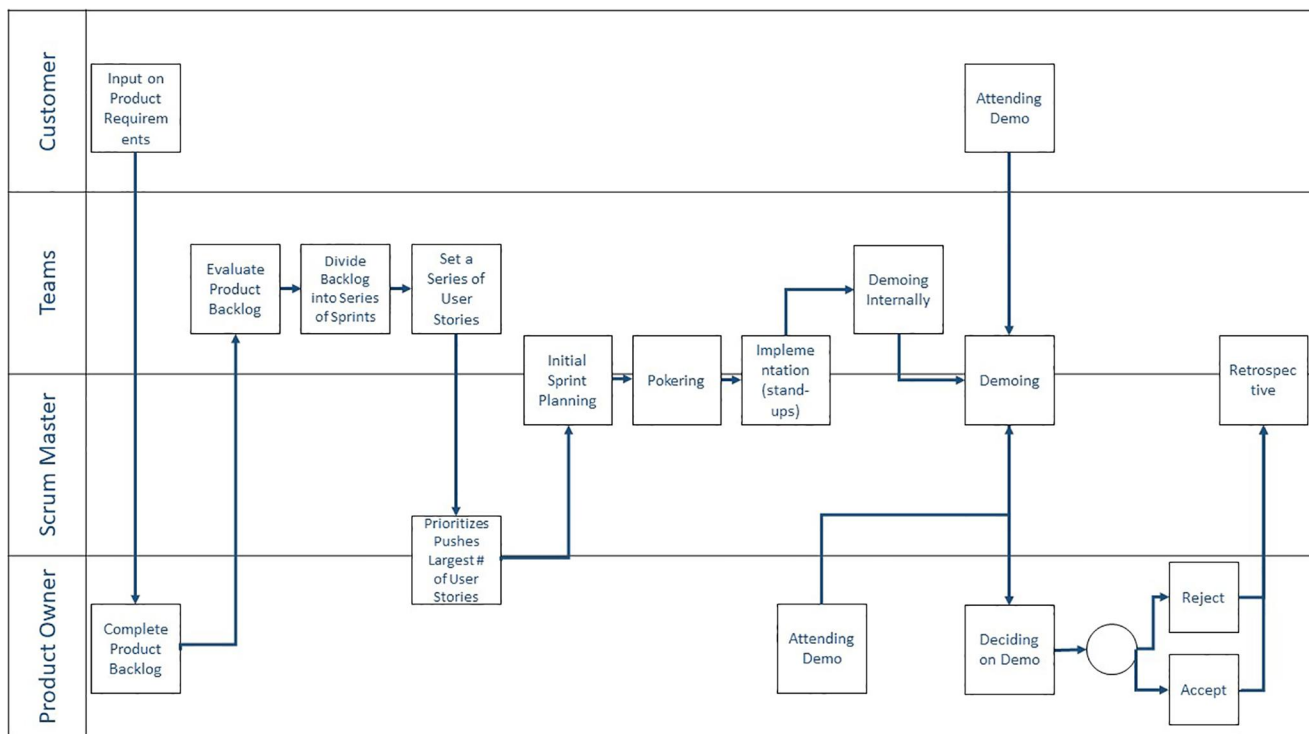 Customer
Input on
Product
Requirem
ents
Attending
Demo
Teams
Evaluate
Product
Backlog
Divide
Backlog
into Series
of Sprints
Set a
Series of
User
Stories
Demoing
Internally
Initial
Sprint
Planning
Pokering
Impleme
ntation
(stand-
ups)
Demoing
Retrospec
tive
Scrum Master
Prioritizes
Pushes
Largest #
of User
Stories
Product Owner
Complete
Product
Backlog
Attending
Demo
Deciding
on Demo
Reject
Accept